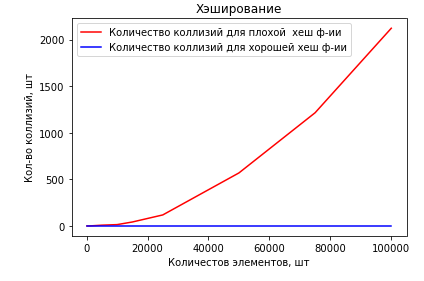 Хэширование
Количество коллизий для плохой  хеш ф-ии
Количество коллизий для хорошей хеш ф-ии
Кол-во коллизий, шт
2000
1500
1000
500
0
0 20000 40000 60000 80000 100000
Количестов элементов, шт